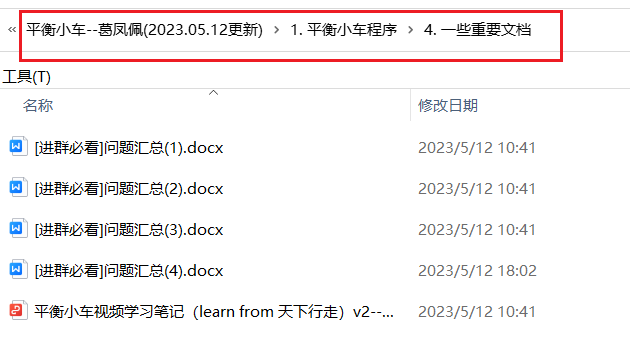 « 平衡小车--葛凤佩(2023.05.12更新) › 1. 平衡小车程序 › 4. 一些重要文档
工具(T)
名称 修改日期
[进群必看]问题汇总(1).docx 2023/5/12 10:41
[进群必看]问题汇总(2).docx 2023/5/12 10:41
[进群必看]问题汇总(3).docx 2023/5/12 10:41
[进群必看]问题汇总(4).docx 2023/5/12 18:02
平衡小车视频学习笔记（learn from 天下行走）v2--... 2023/5/12 10:41